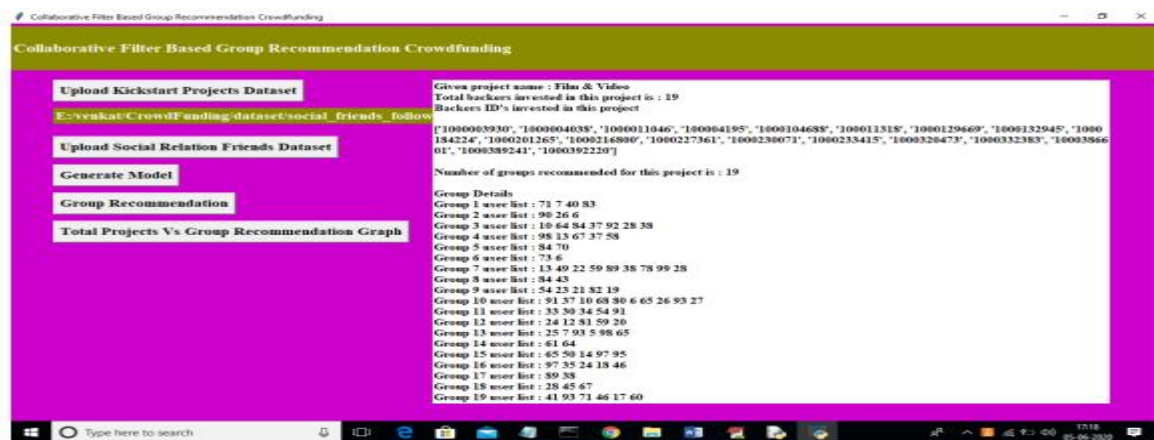 Collaborative Filter Based Group Recommendation Crowdfunding
Collaborative Filter Based Group Recommendation Crowdfunding
Upload Kickstart Projects Dataset
E:/venkat/CrowdFunding/dataset/social_friends_follow
Upload Social Relation Friends Dataset
Generate Model
Group Recommendation
Total Projects Vs Group Recommendation Graph
Given project name : Film & Video
Total backers invested in this project is : 19
Backers ID's invested in this project
['1000003930', '1000004038', '1000011046', '100004195', '1000104688', '100011318', '1000129669', '1000132945', '1000
184224', '1000201265', '1000216800', '1000227361', '1000230071', '1000233415', '1000320473', '1000332383', '10003866
01', '1000389241', '1000392220']
Number of groups recommended for this project is : 19
Group Details
Group 1 user list : 71 7 40 83
Group 2 user list : 90 26 6
Group 3 user list : 10 64 84 37 92 28 38
Group 4 user list : 98 13 67 37 58
Group 5 user list : 84 70
Group 6 user list : 73 6
Group 7 user list : 13 49 22 59 89 38 78 99 28
Group 8 user list : 84 43
Group 9 user list : 54 23 21 82 19
Group 10 user list : 91 37 10 68 80 6 65 26 93 27
Group 11 user list : 33 30 34 54 91
Group 12 user list : 24 12 81 59 20
Group 13 user list : 25 7 93 5 98 65
Group 14 user list : 61 64
Group 15 user list : 65 50 14 97 95
Group 16 user list : 97 35 24 18 46
Group 17 user list : 89 38
Group 18 user list : 28 45 67
Group 19 user list : 41 93 71 46 17 60
Type here to search
17:18
05-06-2020